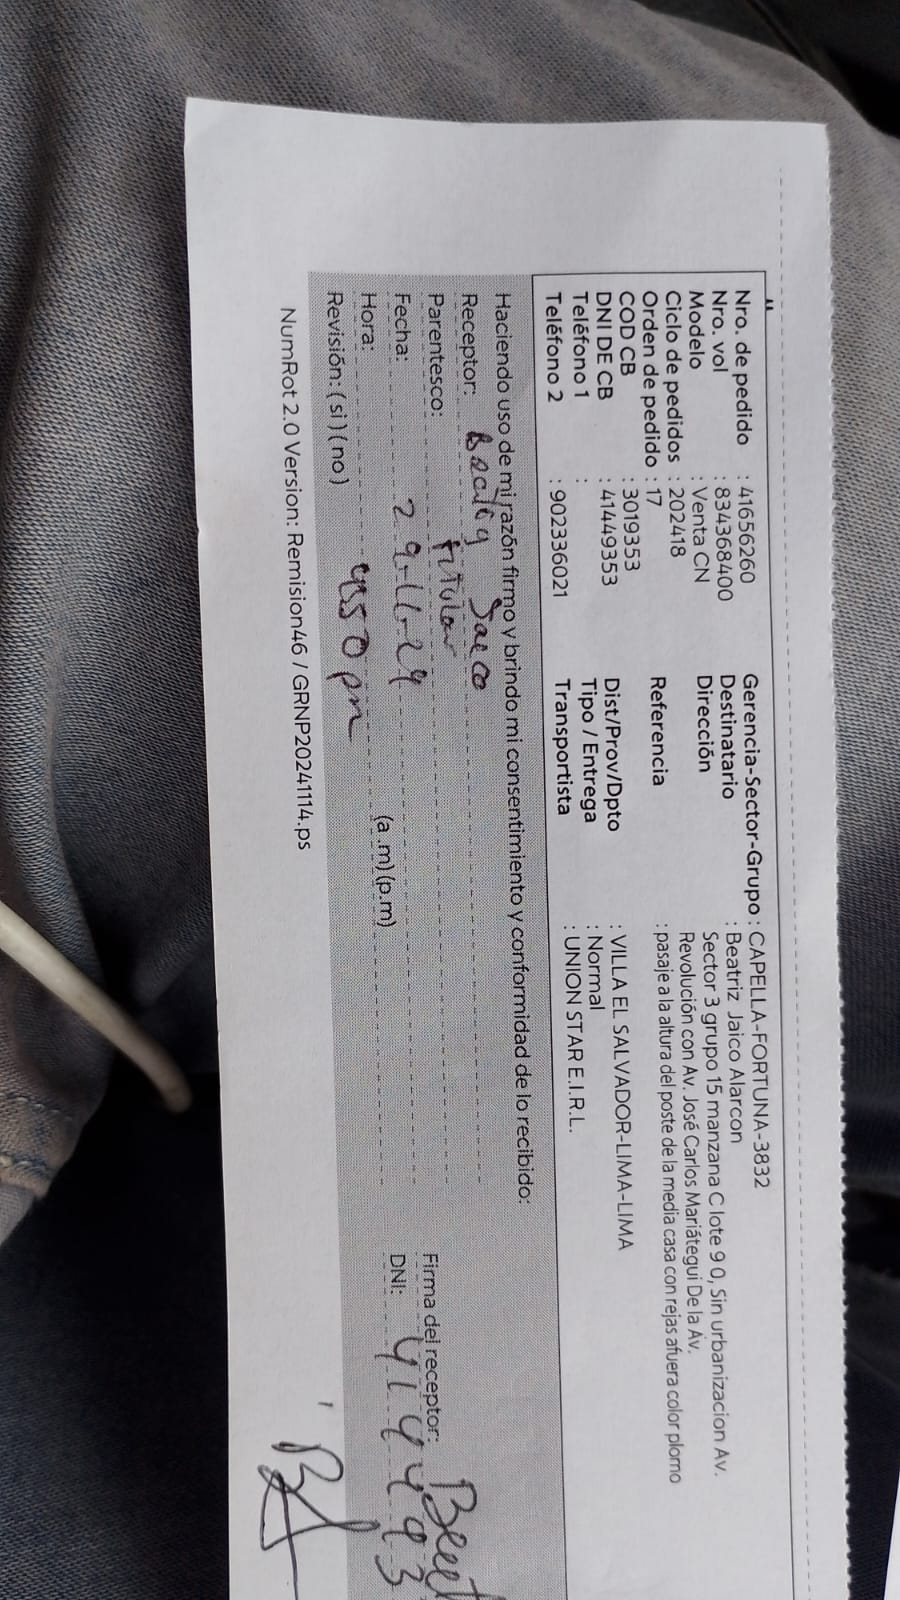 Nro. de pedido : 41656260
Nro. vol : 834368400
Modelo : Venta CN
Ciclo de pedidos : 202418
Orden de pedido : 17
COD CB : 3019353
DNI DE CB : 41449353
Teléfono 1 :
Teléfono 2 : 902336021
Gerencia-Sector-Grupo : CAPELLA-FORTUNA-3832
Destinatario : Beatriz Jaico Alarcon
Dirección Sector 3 grupo 15 manzana C lote 9 0, Sin urbanizacion Av.
Revolución con Av. José Carlos Mariátegui De la Av.
Referencia : pasaje a la altura del poste de la media casa con rejas afuera color plomo
Dist/Prov/Dpto : VILLA EL SALVADOR-LIMA-LIMA
Tipo / Entrega : Normal
Transportista : UNION STAR E.I.R.L.
Haciendo uso de mi razón firmo y brindo mi consentimiento y conformidad de lo recibido:
Receptor:
Parentesco: titular
Fecha: 29-11-24
Hora: 4:50 pm (a.m) (p.m)
Revisión: (si) (no)
Firma del receptor:
DNI:
NumRot 2.0 Version: Remision46 / GRNP20241114.ps